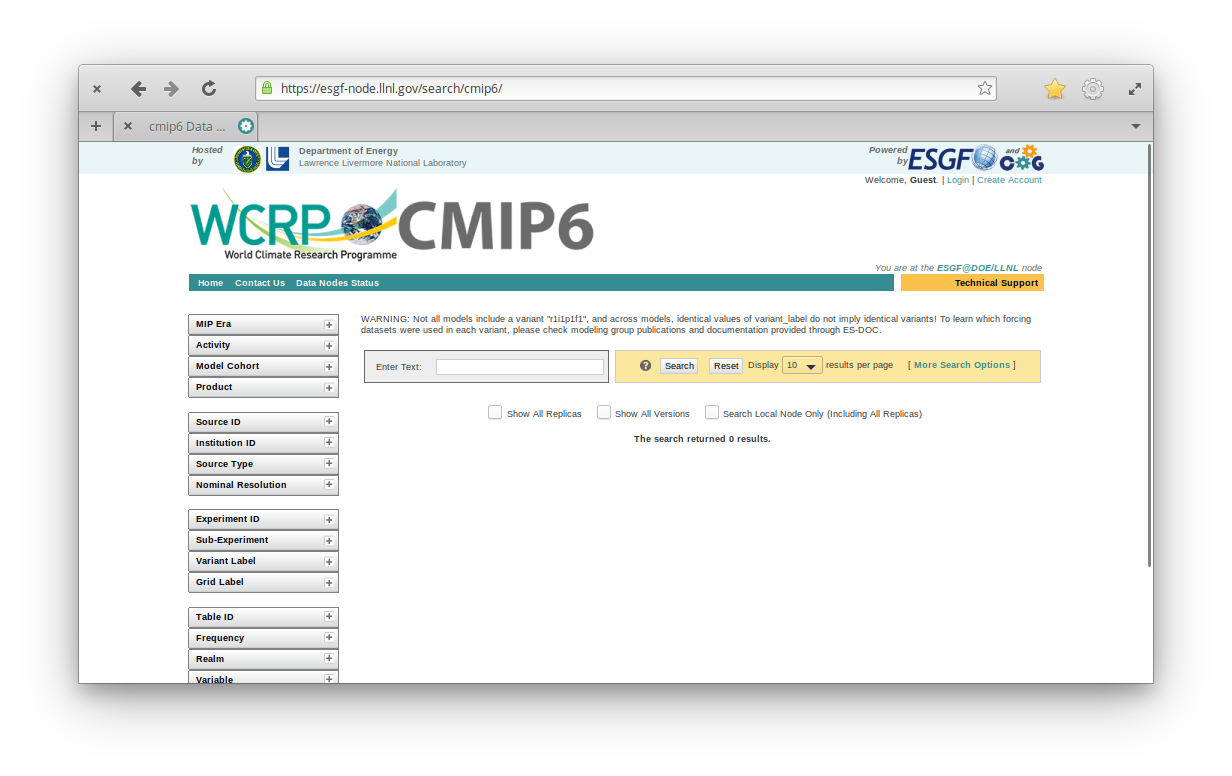 https://esgf-node.llnl.gov/search/cmip6/
cmip6 Data ...
Hosted by
Department of Energy
Lawrence Livermore National Laboratory
Powered by
ESGF and CoG
Welcome, Guest. | Login | Create Account
WCRP CMIP6
World Climate Research Programme
You are at the ESGF@DOE/LLNL node
Home Contact Us Data Nodes Status
Technical Support
MIP Era
Activity
Model Cohort
Product
Source ID
Institution ID
Source Type
Nominal Resolution
Experiment ID
Sub-Experiment
Variant Label
Grid Label
Table ID
Frequency
Realm
Variable
WARNING: Not all models include a variant "r1i1p1f1", and across models, identical values of variant_label do not imply identical variants! To learn which forcing
datasets were used in each variant, please check modeling group publications and documentation provided through ES-DOC.
Enter Text:
? Search Reset Display 10 results per page [ More Search Options ]
Show All Replicas Show All Versions Search Local Node Only (Including All Replicas)
The search returned 0 results.